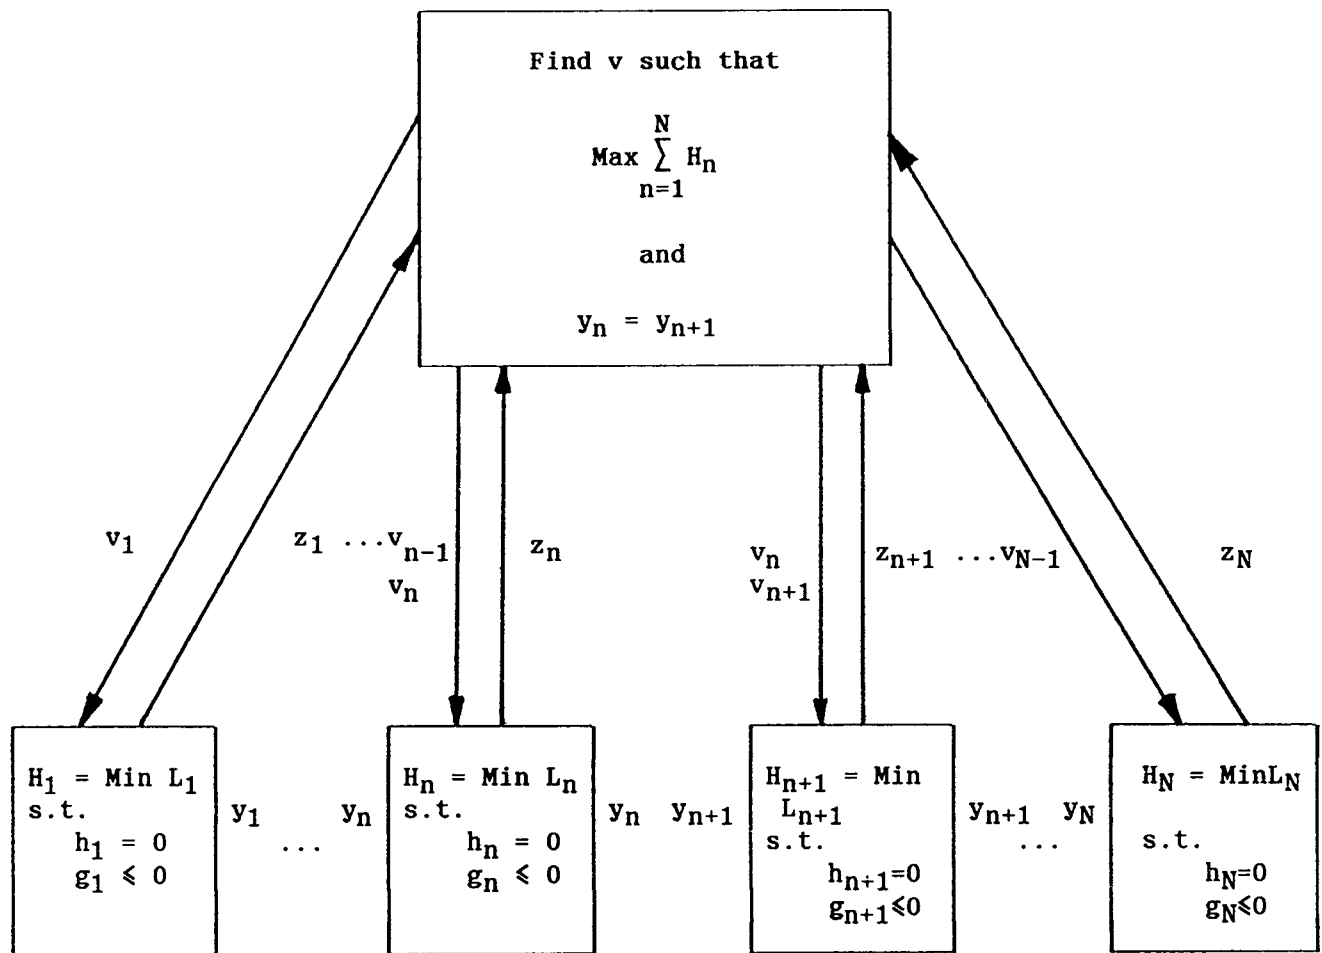 Find v such that
N
Max ∑ Hn
n=1
and
yn = yn+1
v1
z1 ...vn-1
vn
zn
vn
vn+1
zn+1 ...vN-1
zN
H1 = Min L1
s.t.
h1 = 0
g1 ≤ 0
y1 ... yn
Hn = Min Ln
s.t.
hn = 0
gn ≤ 0
yn yn+1
Hn+1 = Min
Ln+1
s.t.
hn+1=0
gn+1≤0
yn+1 ... yN
HN = MinLN
s.t.
hN=0
gN≤0